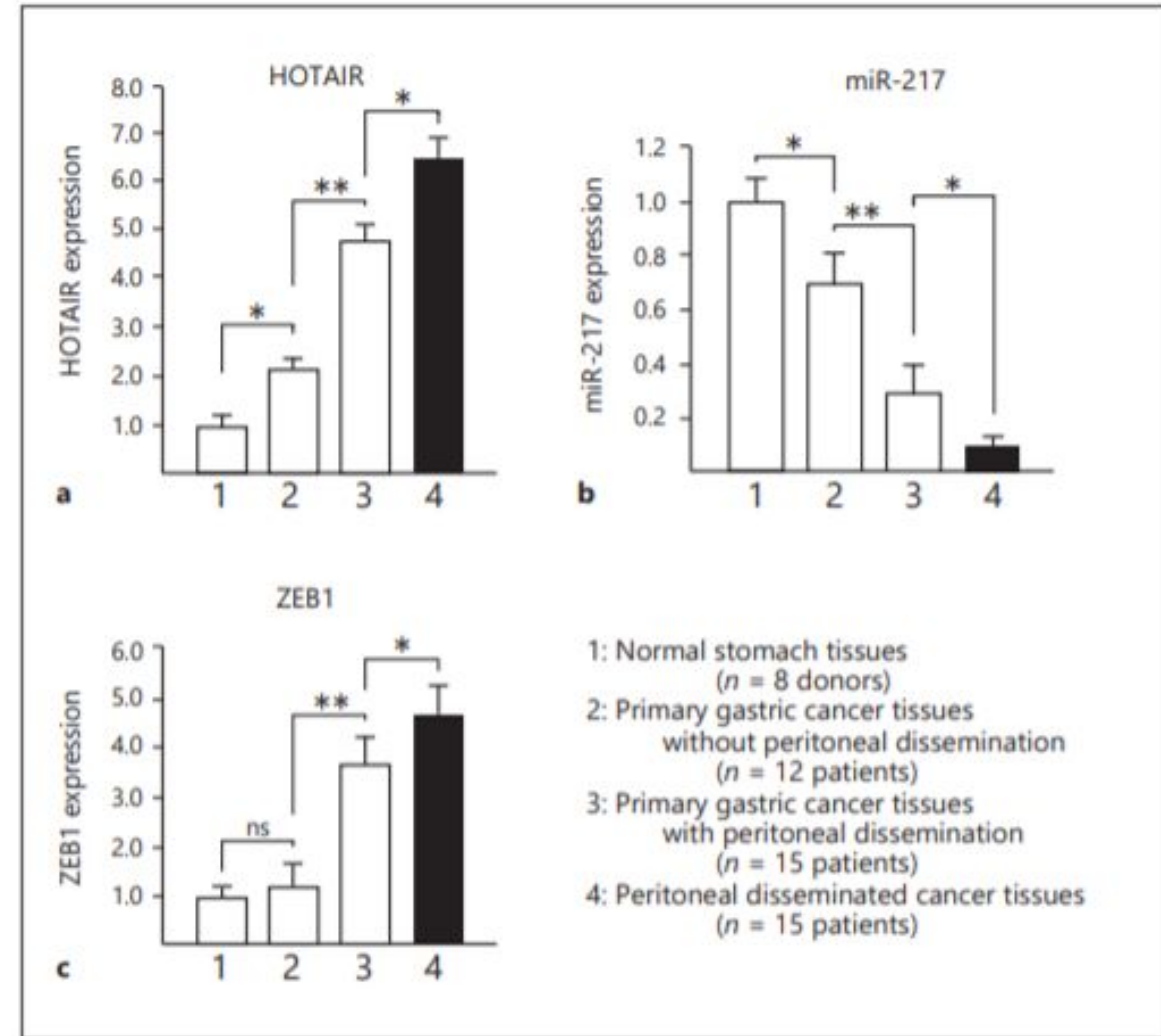 HOTAIR
HOTAIR expression
8.0
7.0
6.0
5.0
4.0
3.0
2.0
1.0
*
**
*
1 2 3 4
a
miR-217
miR-217 expression
1.2
1.0
0.8
0.6
0.4
0.2
*
**
*
1 2 3 4
b
ZEB1
ZEB1 expression
6.0
5.0
4.0
3.0
2.0
1.0
ns
**
*
1 2 3 4
c
1: Normal stomach tissues
(n = 8 donors)
2: Primary gastric cancer tissues
without peritoneal dissemination
(n = 12 patients)
3: Primary gastric cancer tissues
with peritoneal dissemination
(n = 15 patients)
4: Peritoneal disseminated cancer tissues
(n = 15 patients)